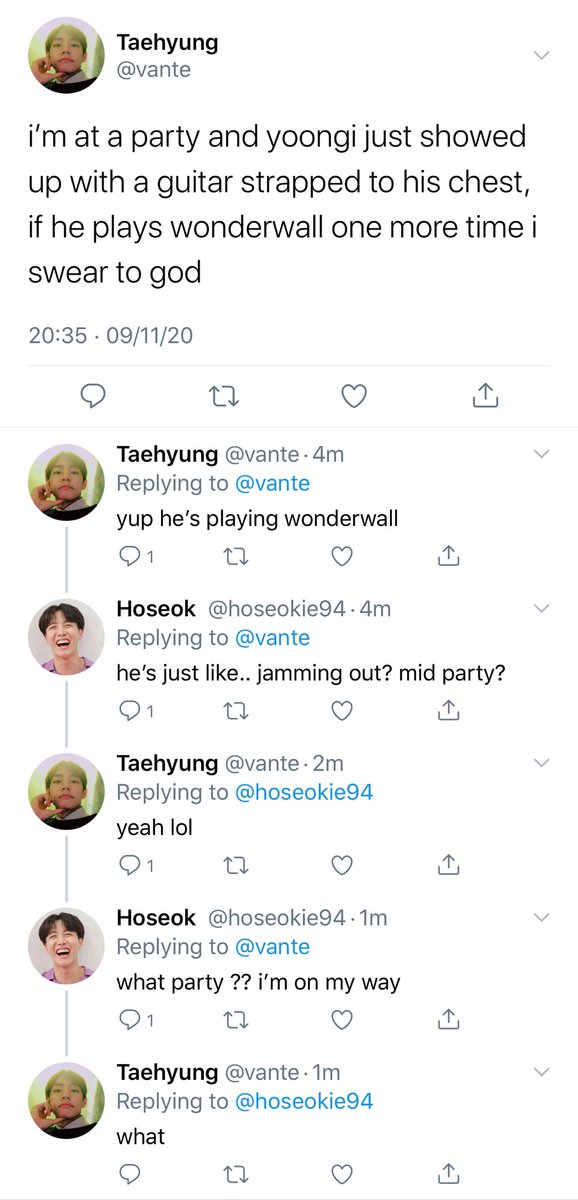 Taehyung
@vante
i’m at a party and yoongi just showed
up with a guitar strapped to his chest,
if he plays wonderwall one more time i
swear to god
20:35 · 09/11/20
Taehyung @vante · 4m
Replying to @vante
yup he’s playing wonderwall
1
Hoseok @hoseokie94 · 4m
Replying to @vante
he’s just like.. jamming out? mid party?
1
Taehyung @vante · 2m
Replying to @hoseokie94
yeah lol
1
Hoseok @hoseokie94 · 1m
Replying to @vante
what party ?? i’m on my way
1
Taehyung @vante · 1m
Replying to @hoseokie94
what